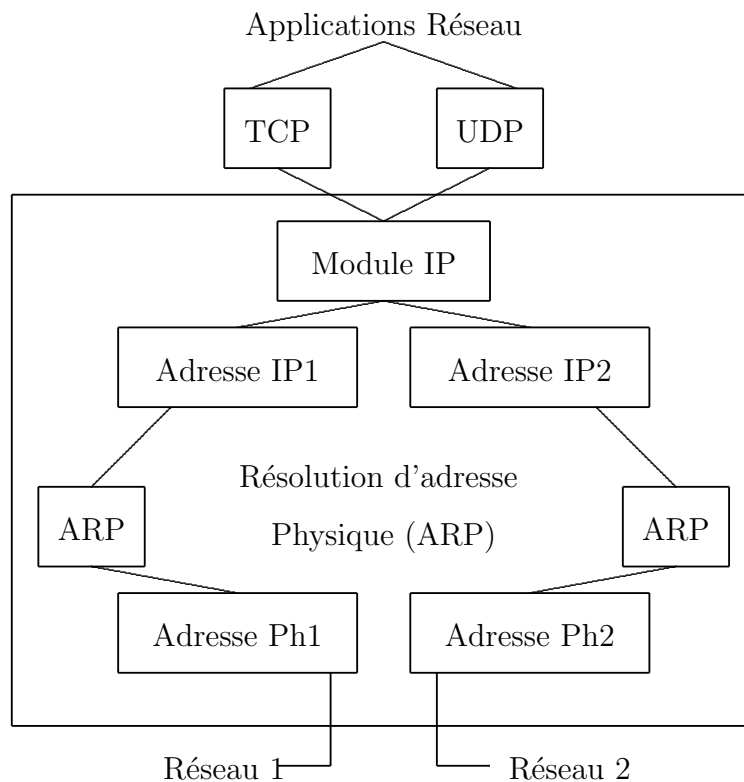 Applications Réseau
TCP
UDP
Module IP
Adresse IP1
Adresse IP2
Résolution d'adresse
ARP
Physique (ARP)
ARP
Adresse Ph1
Adresse Ph2
Réseau 1
Réseau 2